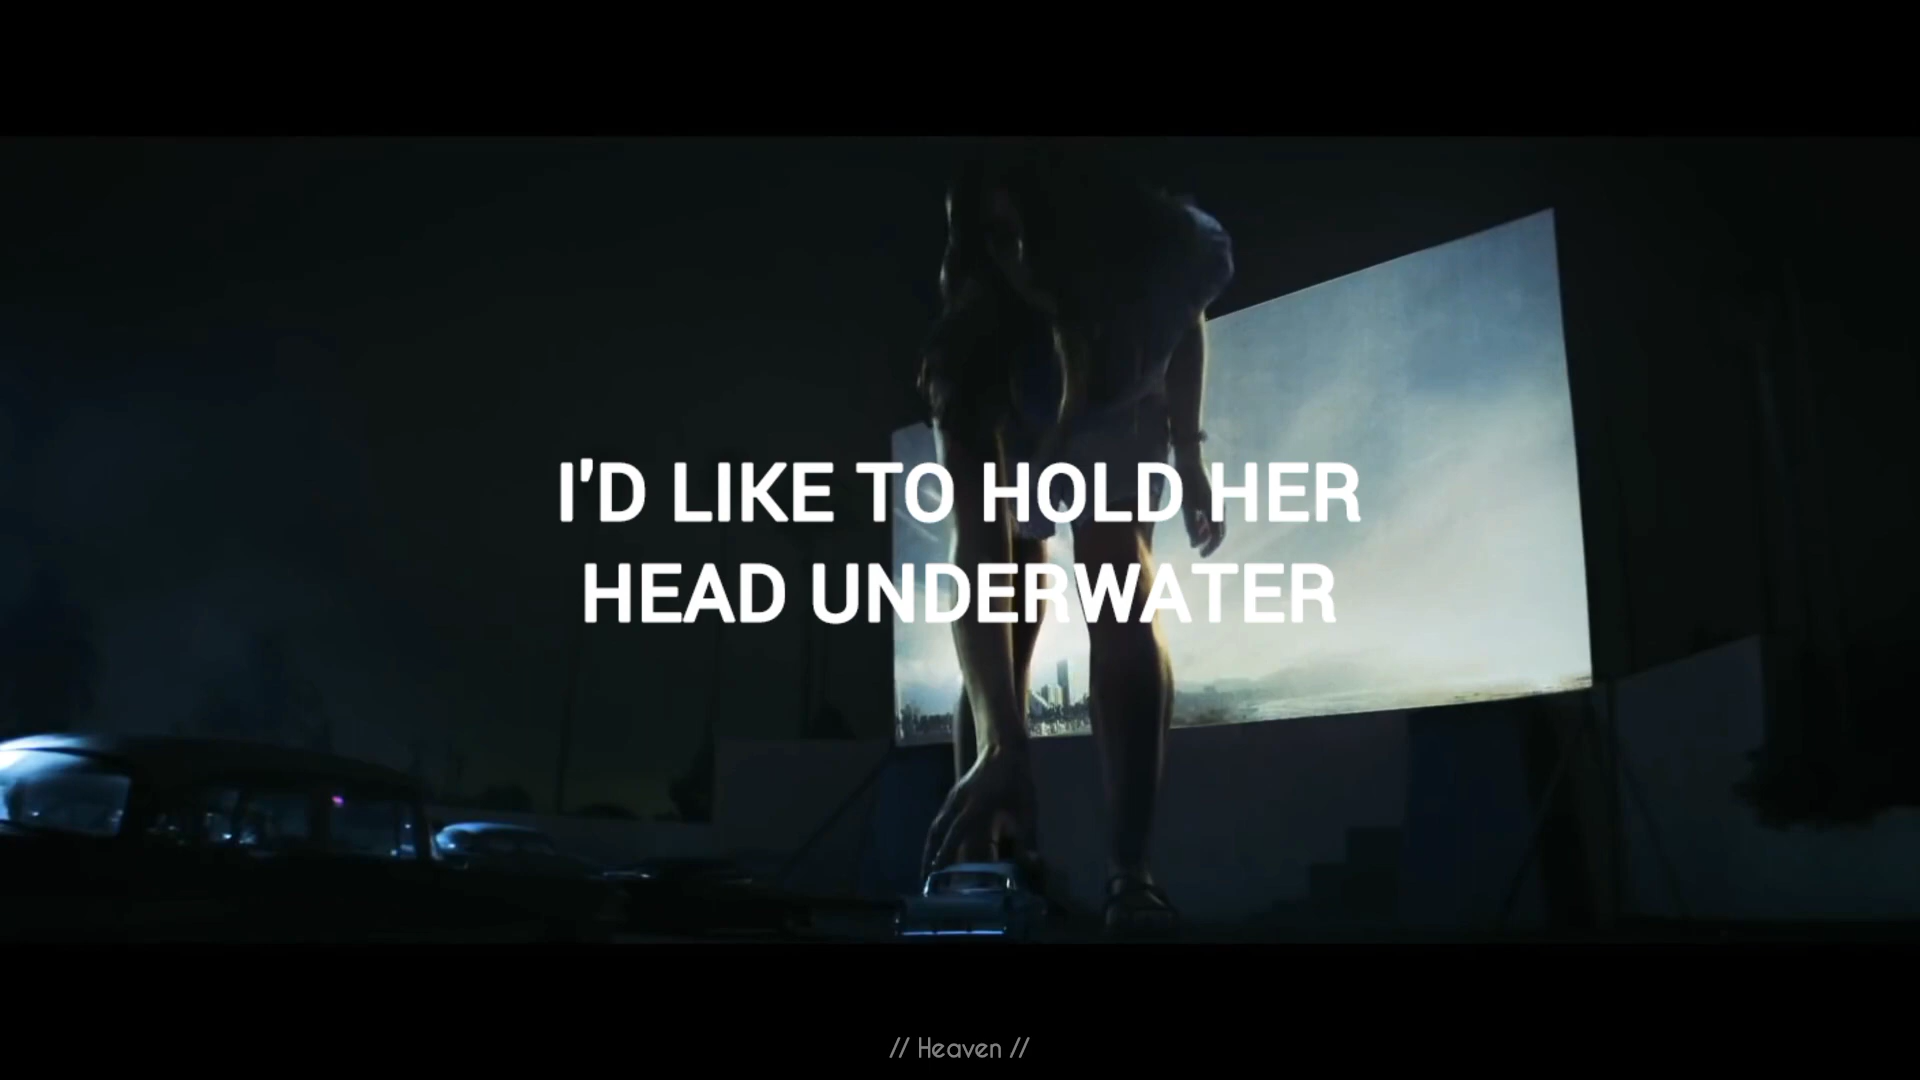 I'D LIKE TO HOLD HER
HEAD UNDERWATER
// Heaven //